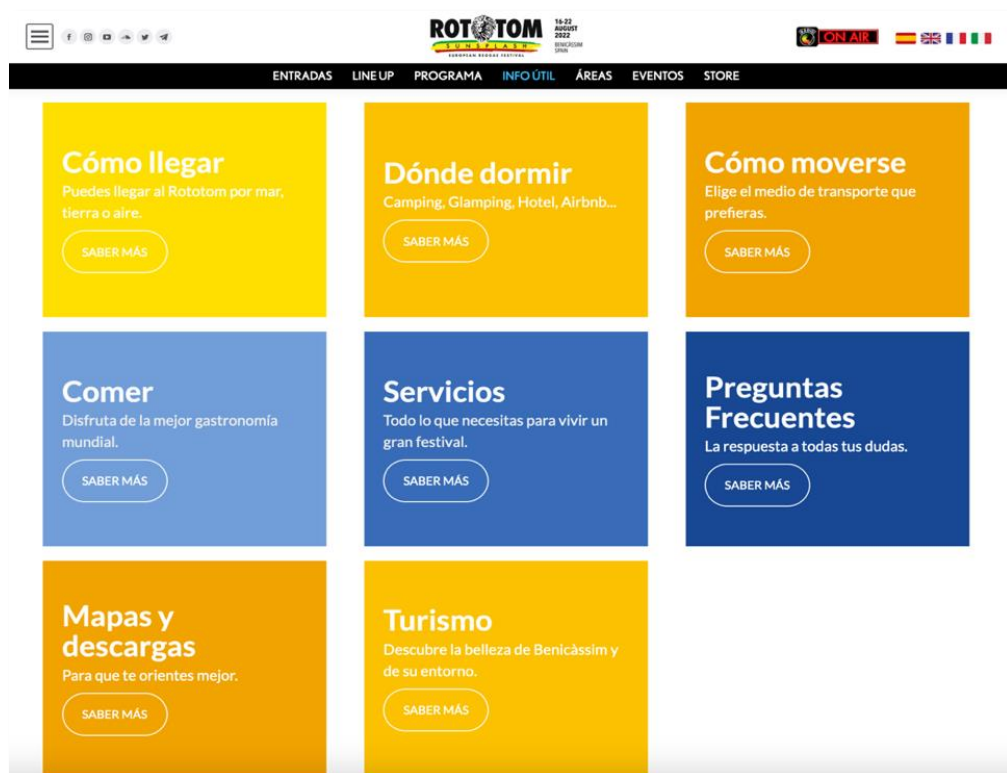 ROTOTOM
SUNSPLASH
EUROPEAN REGGAE FESTIVAL
16-22
AUGUST
2022
BENICÀSSIM
SPAIN
ON AIR
ENTRADAS LINE UP PROGRAMA INFO ÚTIL ÁREAS EVENTOS STORE
Cómo llegar
Puedes llegar al Rototom por mar,
tierra o aire.
SABER MÁS
Dónde dormir
Camping, Glamping, Hotel, Airbnb...
SABER MÁS
Cómo moverse
Elige el medio de transporte que
prefieras.
SABER MÁS
Comer
Disfruta de la mejor gastronomía
mundial.
SABER MÁS
Servicios
Todo lo que necesitas para vivir un
gran festival.
SABER MÁS
Preguntas
Frecuentes
La respuesta a todas tus dudas.
SABER MÁS
Mapas y
descargas
Para que te orientes mejor.
SABER MÁS
Turismo
Descubre la belleza de Benicàssim y
de su entorno.
SABER MÁS